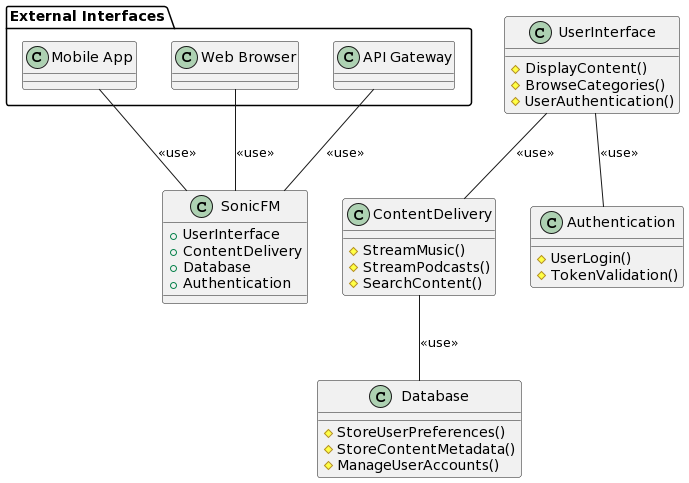 External Interfaces
C Mobile App
C Web Browser
C API Gateway
C UserInterface
DisplayContent()
BrowseCategories()
UserAuthentication()
«use»
«use»
«use»
«use»
«use»
C SonicFM
UserInterface
ContentDelivery
Database
Authentication
C ContentDelivery
StreamMusic()
StreamPodcasts()
SearchContent()
C Authentication
UserLogin()
TokenValidation()
«use»
C Database
StoreUserPreferences()
StoreContentMetadata()
ManageUserAccounts()